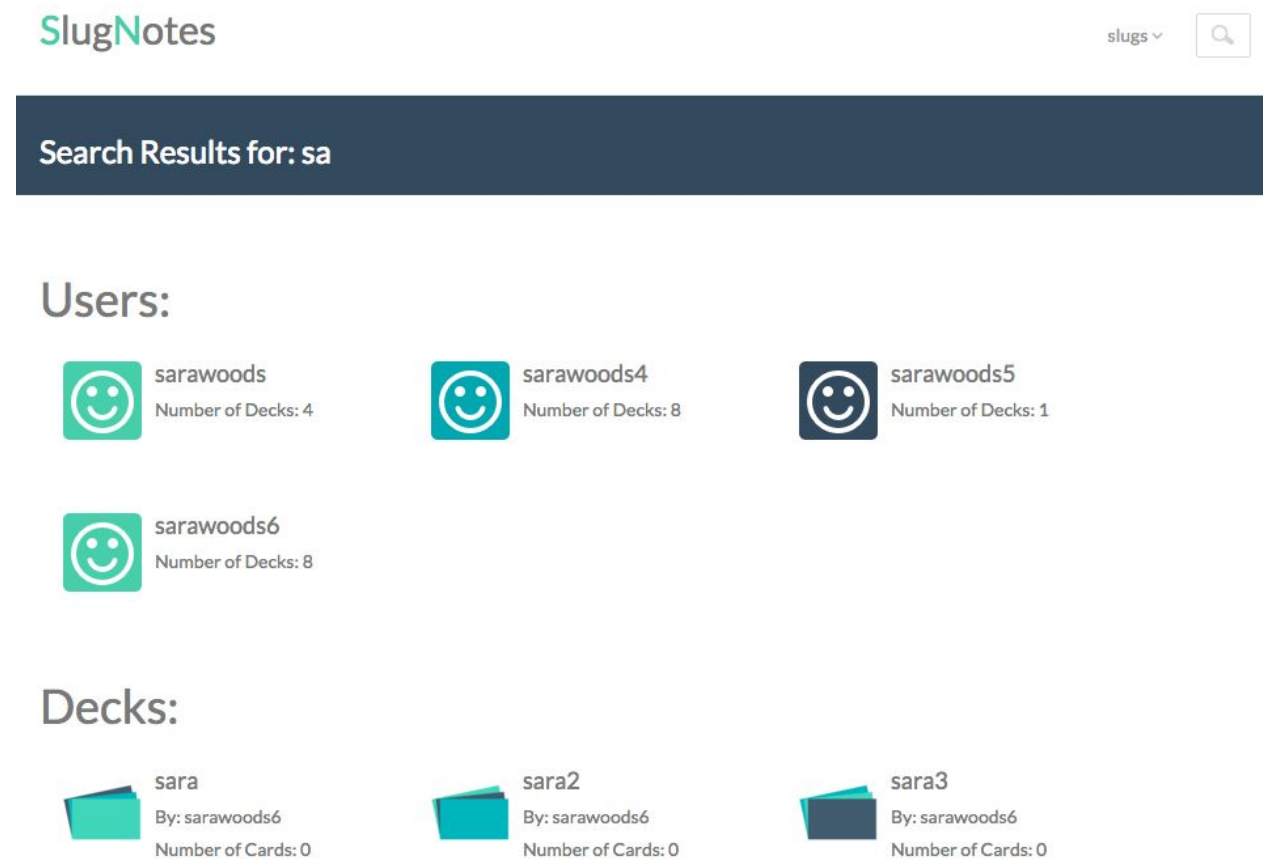 SlugNotes
slugs
Search Results for: sa
Users:
sarawoods
Number of Decks: 4
sarawoods4
Number of Decks: 8
sarawoods5
Number of Decks: 1
sarawoods6
Number of Decks: 8
Decks:
sara
By: sarawoods6
Number of Cards: 0
sara2
By: sarawoods6
Number of Cards: 0
sara3
By: sarawoods6
Number of Cards: 0